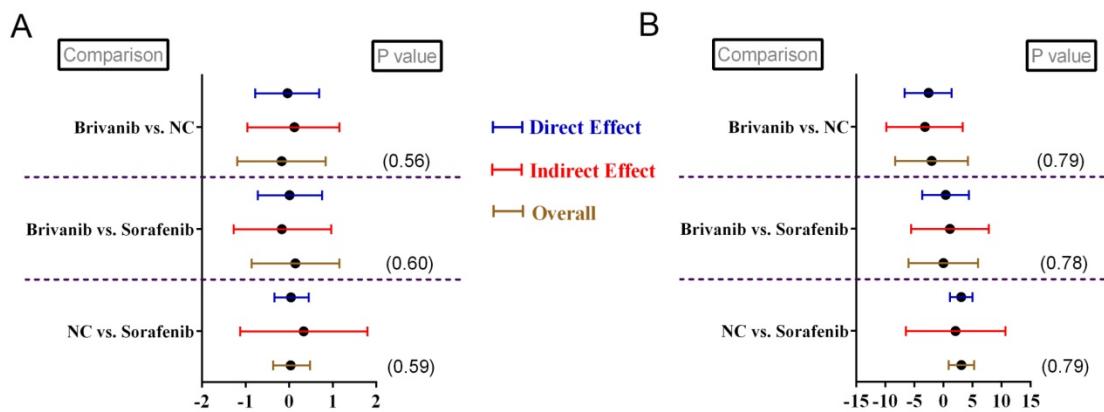 A
Comparison
P value
Brivanib vs. NC
(0.56)
Brivanib vs. Sorafenib
(0.60)
NC vs. Sorafenib
(0.59)
-2 -1 0 1 2
Direct Effect
Indirect Effect
Overall
B
Comparison
P value
Brivanib vs. NC
(0.79)
Brivanib vs. Sorafenib
(0.78)
NC vs. Sorafenib
(0.79)
-15 -10 -5 0 5 10 15